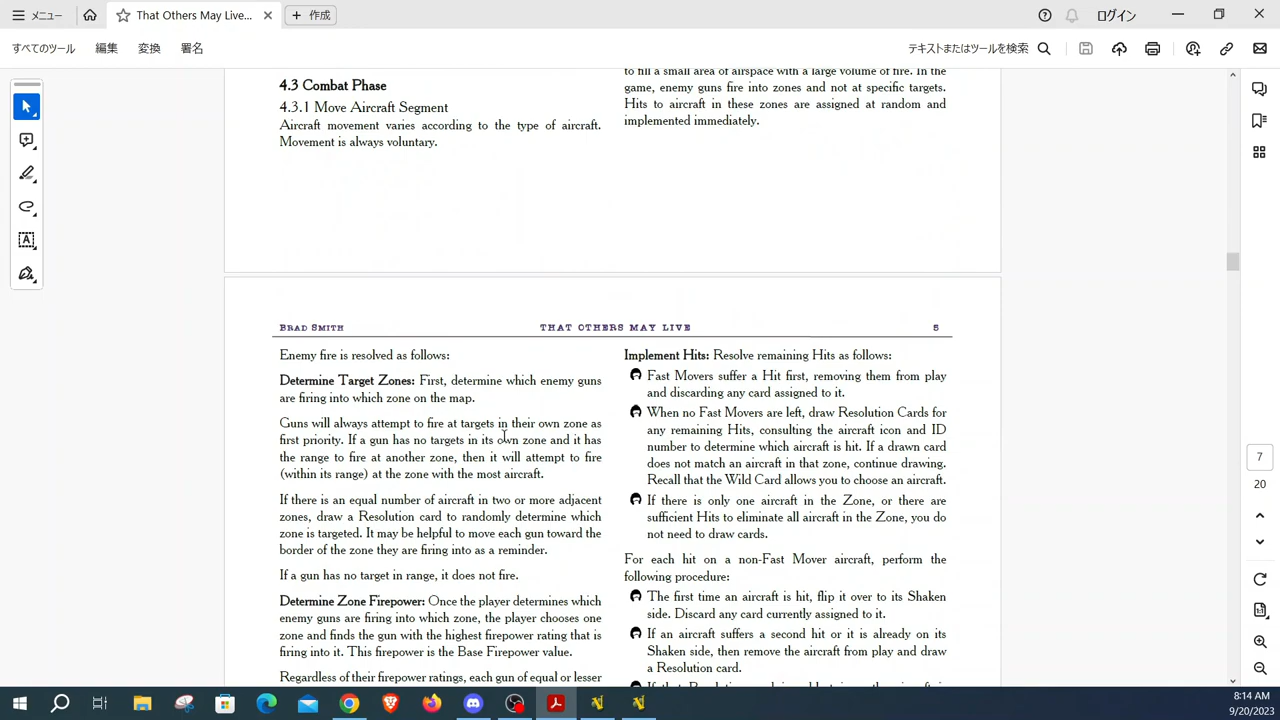 メニュー
That Others May Live...
作成
ログイン
すべてのツール
編集
変換
署名
テキストまたはツールを検索
4.3 Combat Phase
4.3.1 Move Aircraft Segment
Aircraft movement varies according to the type of aircraft.
Movement is always voluntary.
to fill a small area of airspace with a large volume of fire. In the
game, enemy guns fire into zones and not at specific targets.
Hits to aircraft in these zones are assigned at random and
implemented immediately.
BRAD SMITH
THAT OTHERS MAY LIVE
5
Enemy fire is resolved as follows:
Determine Target Zones: First, determine which enemy guns
are firing into which zone on the map.
Guns will always attempt to fire at targets in their own zone as
first priority. If a gun has no targets in its own zone and it has
the range to fire at another zone, then it will attempt to fire
(within its range) at the zone with the most aircraft.
If there is an equal number of aircraft in two or more adjacent
zones, draw a Resolution card to randomly determine which
zone is targeted. It may be helpful to move each gun toward the
border of the zone they are firing into as a reminder.
If a gun has no target in range, it does not fire.
Determine Zone Firepower: Once the player determines which
enemy guns are firing into which zone, the player chooses one
zone and finds the gun with the highest firepower rating that is
firing into it. This firepower is the Base Firepower value.
Regardless of their firepower ratings, each gun of equal or lesser
Implement Hits: Resolve remaining Hits as follows:
Fast Movers suffer a Hit first, removing them from play
and discarding any card assigned to it.
When no Fast Movers are left, draw Resolution Cards for
any remaining Hits, consulting the aircraft icon and ID
number to determine which aircraft is hit. If a drawn card
does not match an aircraft in that zone, continue drawing.
Recall that the Wild Card allows you to choose an aircraft.
If there is only one aircraft in the Zone, or there are
sufficient Hits to eliminate all aircraft in the Zone, you do
not need to draw cards.
For each hit on a non-Fast Mover aircraft, perform the
following procedure:
The first time an aircraft is hit, flip it over to its Shaken
side. Discard any card currently assigned to it.
If an aircraft suffers a second hit or it is already on its
Shaken side, then remove the aircraft from play and draw
a Resolution card.
7
20
8:14 AM
9/20/2023